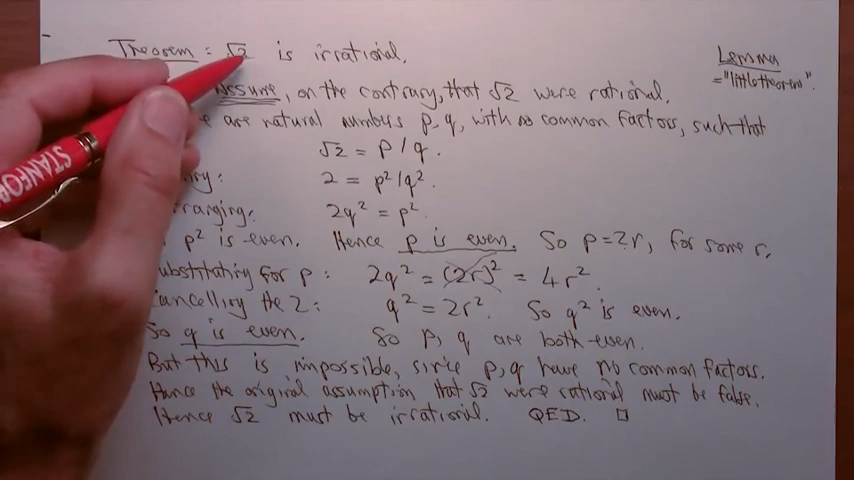 Theorem: √2 is irrational.
Lemma
= "little theorem".
Assume, on the contrary, that √2 were rational.
are natural numbers p, q, with no common factors, such that
√2 = p/q.
2 = p²/q².
rranging: 2q² = p².
p² is even. Hence p is even. So p = 2r, for some r.
ubstituting for p: 2q² = (2r)² = 4r².
ancelling the 2: q² = 2r². So q² is even.
So q is even. So p, q are both even.
But this is impossible, since p, q have no common factors.
Hence the original assumption that √2 were rational must be false.
Hence √2 must be irrational. QED. □
STANFOR